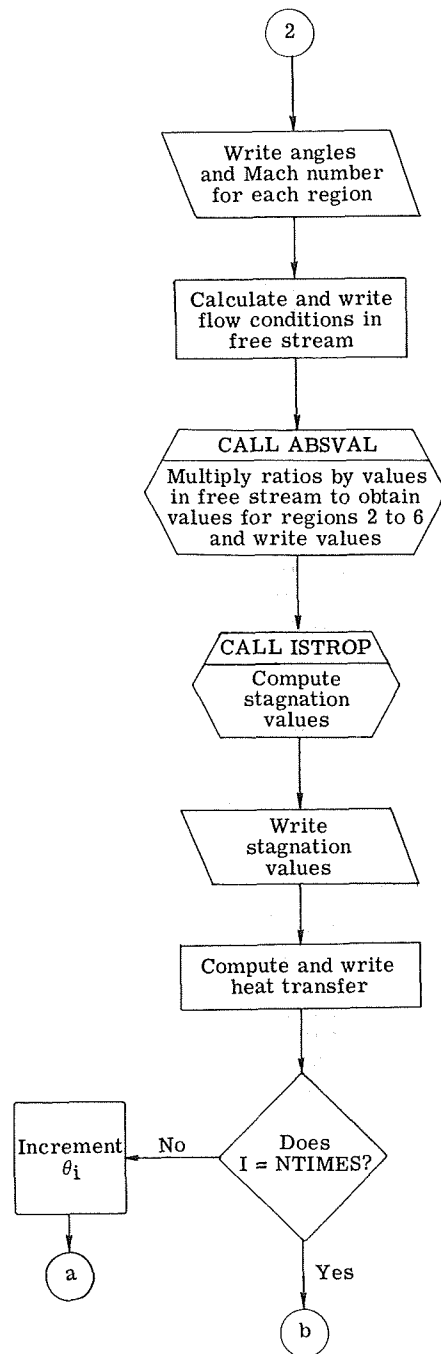 2
Write angles
and Mach number
for each region
Calculate and write
flow conditions in
free stream
CALL ABSVAL
Multiply ratios by values
in free stream to obtain
values for regions 2 to 6
and write values
CALL ISTROP
Compute
stagnation
values
Write
stagnation
values
Compute and write
heat transfer
Does
I = NTIMES?
No
Increment
θi
a
Yes
b